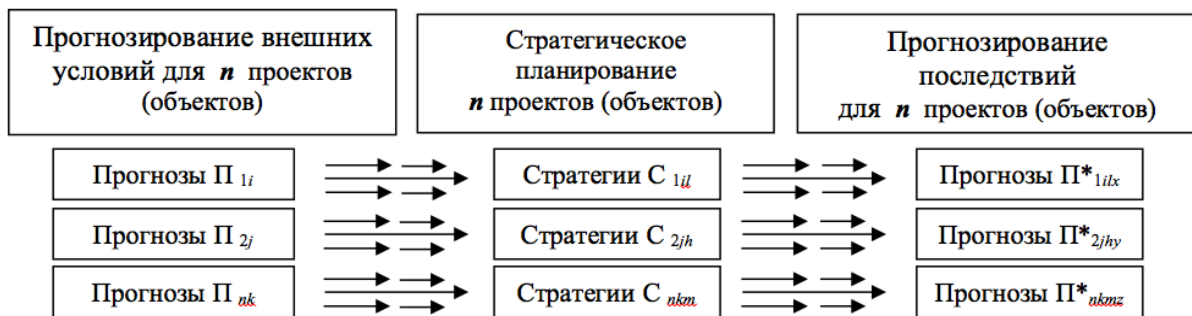 Прогнозирование внешних
условий для n проектов
(объектов)
Стратегическое
планирование
n проектов (объектов)
Прогнозирование
последствий
для n проектов (объектов)
Прогнозы П 1i
Стратегии С 1il
Прогнозы П*1ilx
Прогнозы П 2j
Стратегии С 2jh
Прогнозы П*2jhy
Прогнозы П nk
Стратегии С nkm
Прогнозы П*nkmz